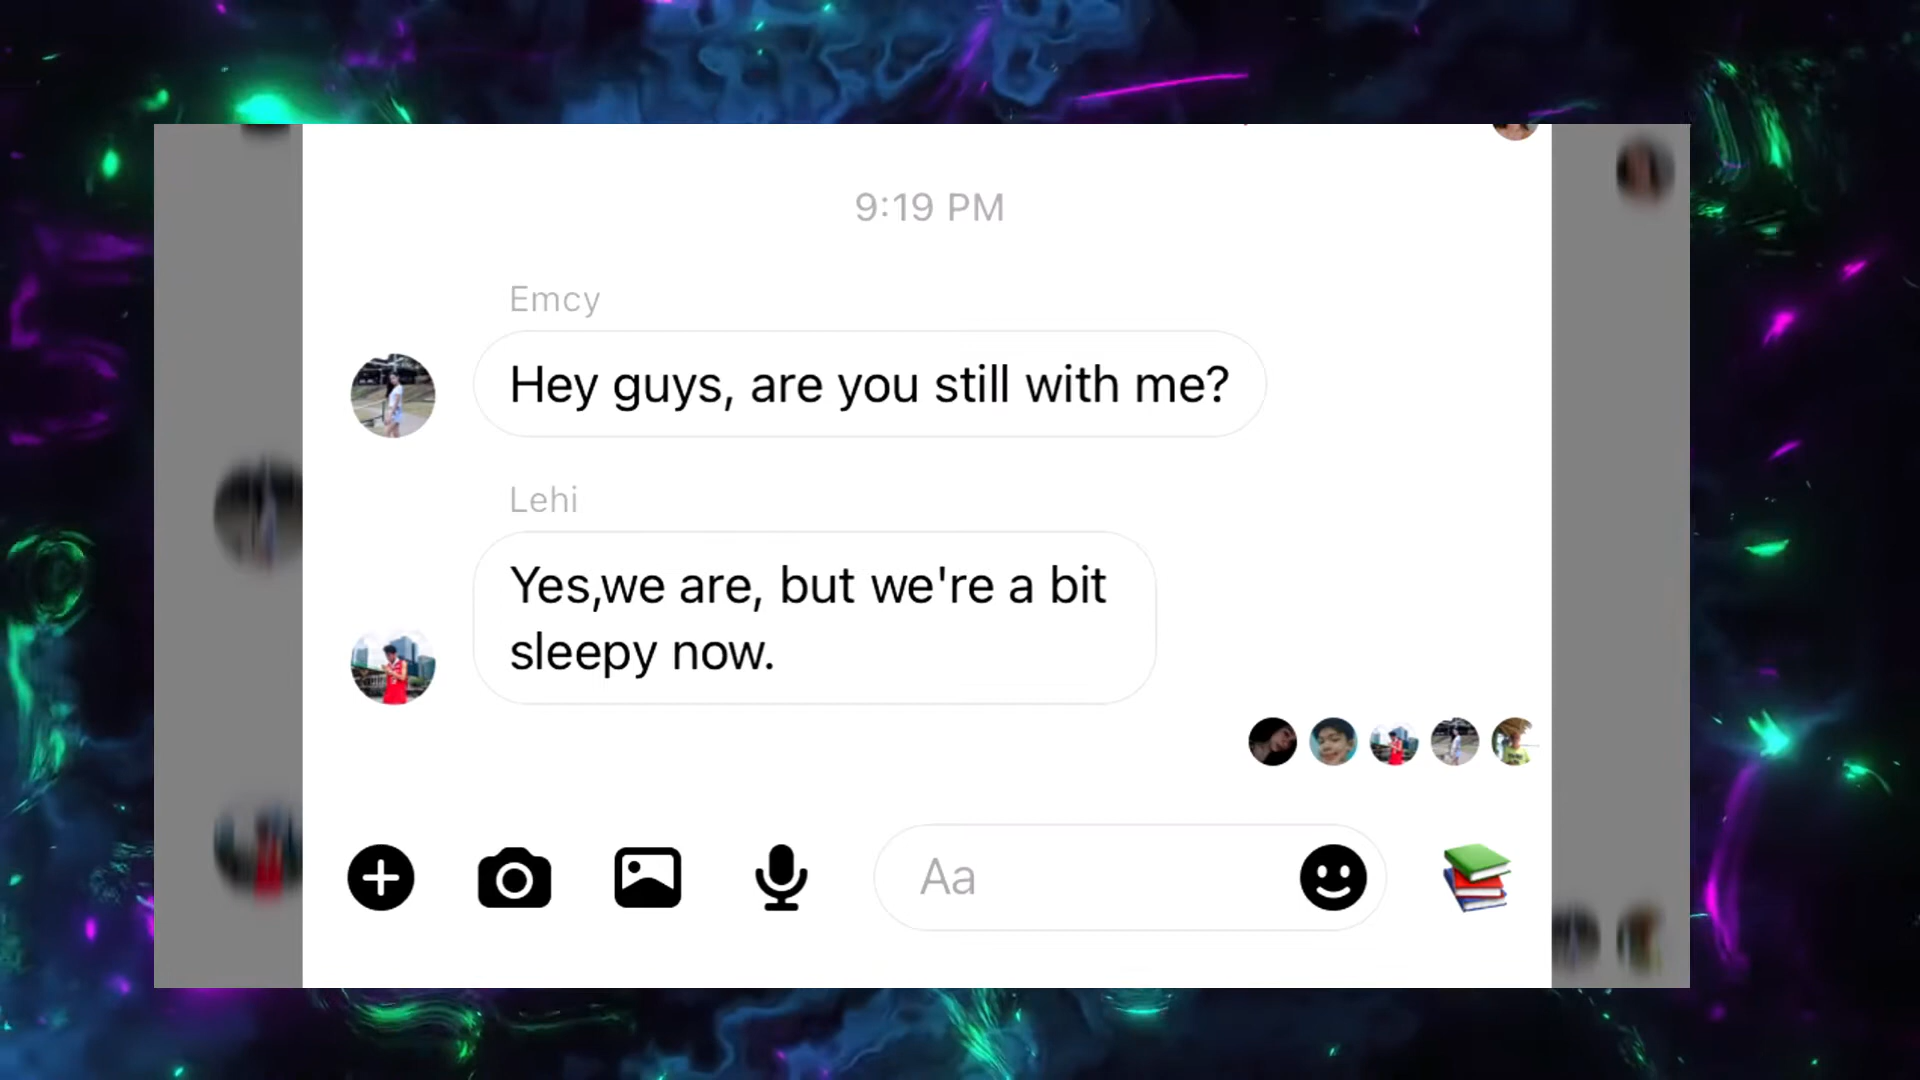 9:19 PM
Emcy
Hey guys, are you still with me?
Lehi
Yes,we are, but we're a bit
sleepy now.
Aa